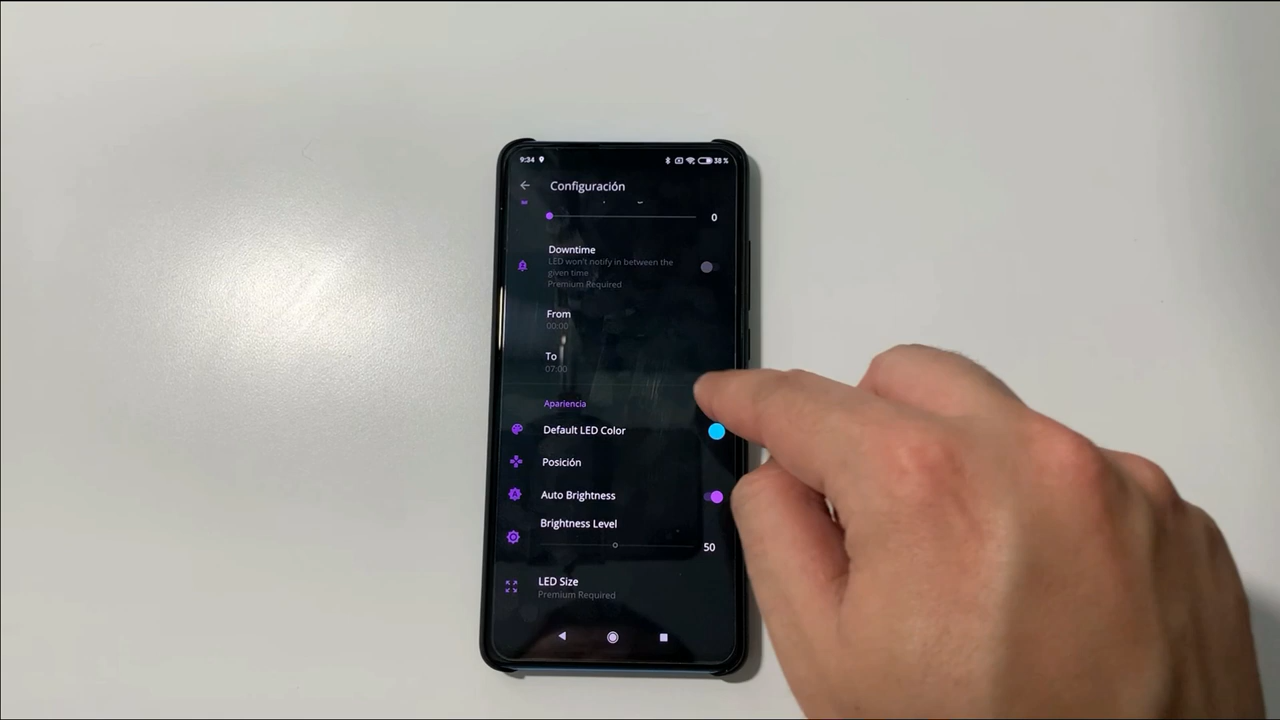 9:34
38 %
Configuración
0
Downtime
LED won't notify in between the
given time
Premium Required
From
00:00
To
07:00
Apariencia
Default LED Color
Posición
Auto Brightness
Brightness Level
50
LED Size
Premium Required